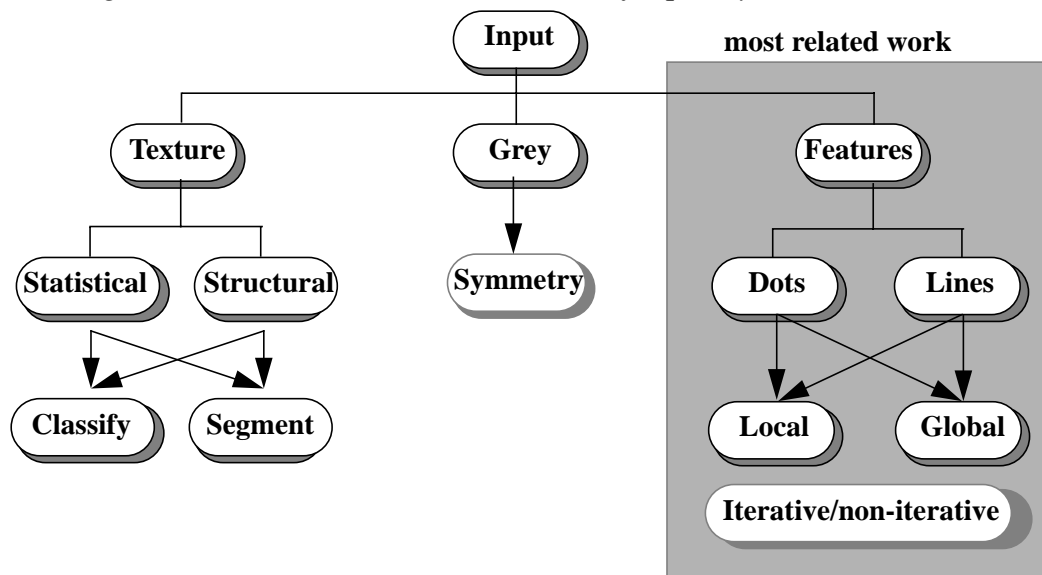 Input
most related work
Texture
Grey
Features
Statistical
Structural
Symmetry
Dots
Lines
Classify
Segment
Local
Global
Iterative/non-iterative